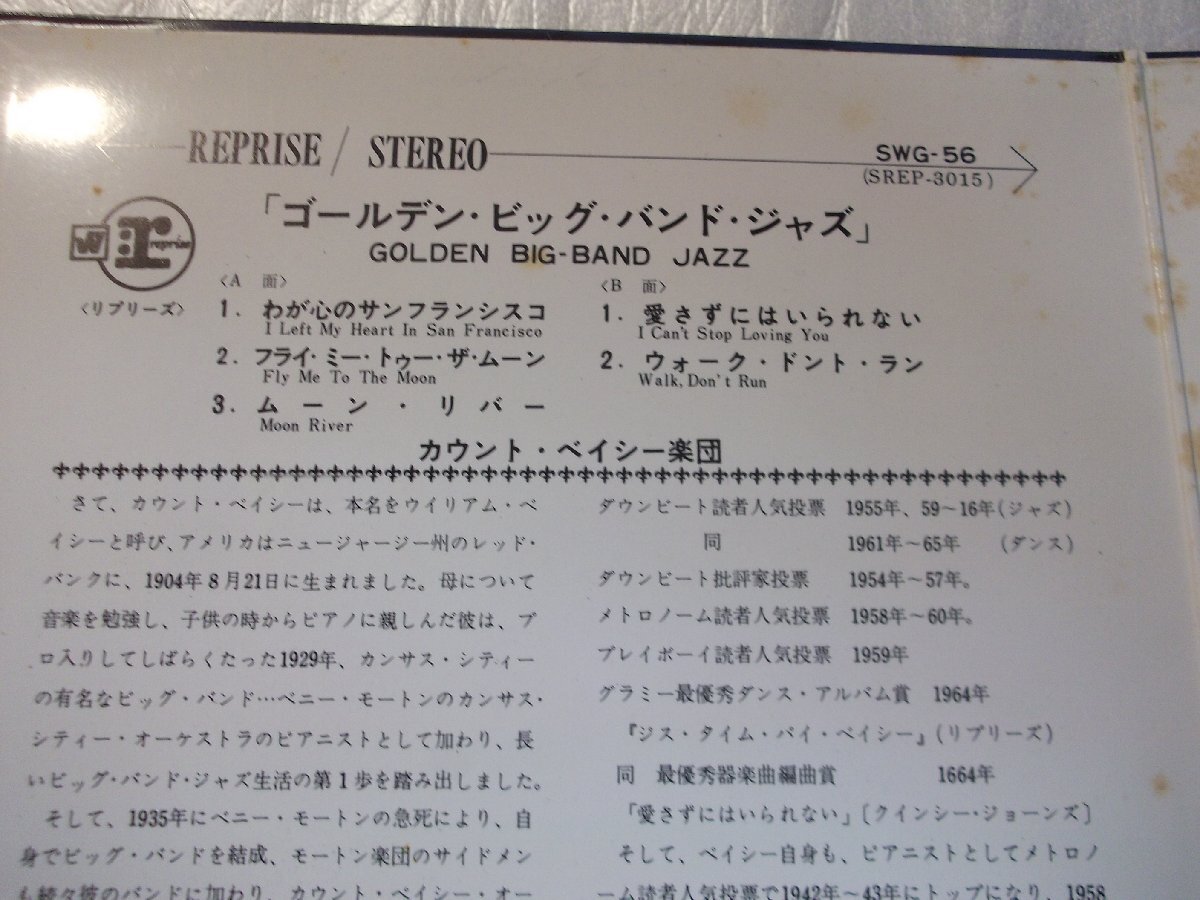 REPRISE / STEREO
SWG-56
(SREP-3015)
r reprise
〈リプリーズ〉
「ゴールデン・ビッグ・バンド・ジャズ」
GOLDEN BIG-BAND JAZZ
〈A 面〉
1. わが心のサンフランシスコ
I Left My Heart In San Francisco
2. フライ・ミー・トゥー・ザ・ムーン
Fly Me To The Moon
3. ムーン・リバー
Moon River
〈B 面〉
1. 愛さずにはいられない
I Can't Stop Loving You
2. ウォーク・ドント・ラン
Walk, Don't Run
カウント・ベイシー楽団
さて、カウント・ベイシーは、本名をウイリアム・ベ
イシーと呼び、アメリカはニュージャージー州のレッド・
バンクに、1904年8月21日に生まれました。母について
音楽を勉強し、子供の時からピアノに親しんだ彼は、プ
ロ入りしてしばらくたった1929年、カンサス・シティー
の有名なビッグ・バンド…ベニー・モートンのカンサス・
シティー・オーケストラのピアニストとして加わり、長
いビッグ・バンド・ジャズ生活の第1歩を踏み出しました。
そして、1935年にベニー・モートンの急死により、自
身でビッグ・バンドを結成、モートン楽団のサイドメン
も続々彼のバンドに加わり、カウント・ベイシー・オー
ダウンビート読者人気投票 1955年、59〜16年(ジャズ)
同 1961年〜65年 (ダンス)
ダウンビート批評家投票 1954年〜57年。
メトロノーム読者人気投票 1958年〜60年。
プレイボーイ読者人気投票 1959年
グラミー最優秀ダンス・アルバム賞 1964年
『ジス・タイム・バイ・ベイシー』(リプリーズ)
同 最優秀器楽曲編曲賞 1664年
「愛さずにはいられない」〔クインシー・ジョーンズ〕
そして、ベイシー自身も、ピアニストとしてメトロノ
ーム読者人気投票で1942年〜43年にトップになり、1958